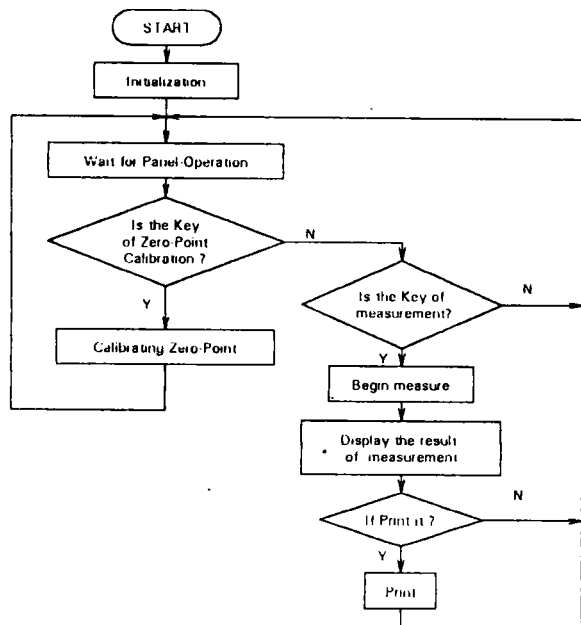 START
Initialization
Wait for Panel-Operation
Is the Key
of Zero-Point
Calibration ?
N
Y
Calibrating Zero-Point
Is the Key of
measurement?
N
Y
Begin measure
Display the result
of measurement
If Print it ?
N
Y
Print